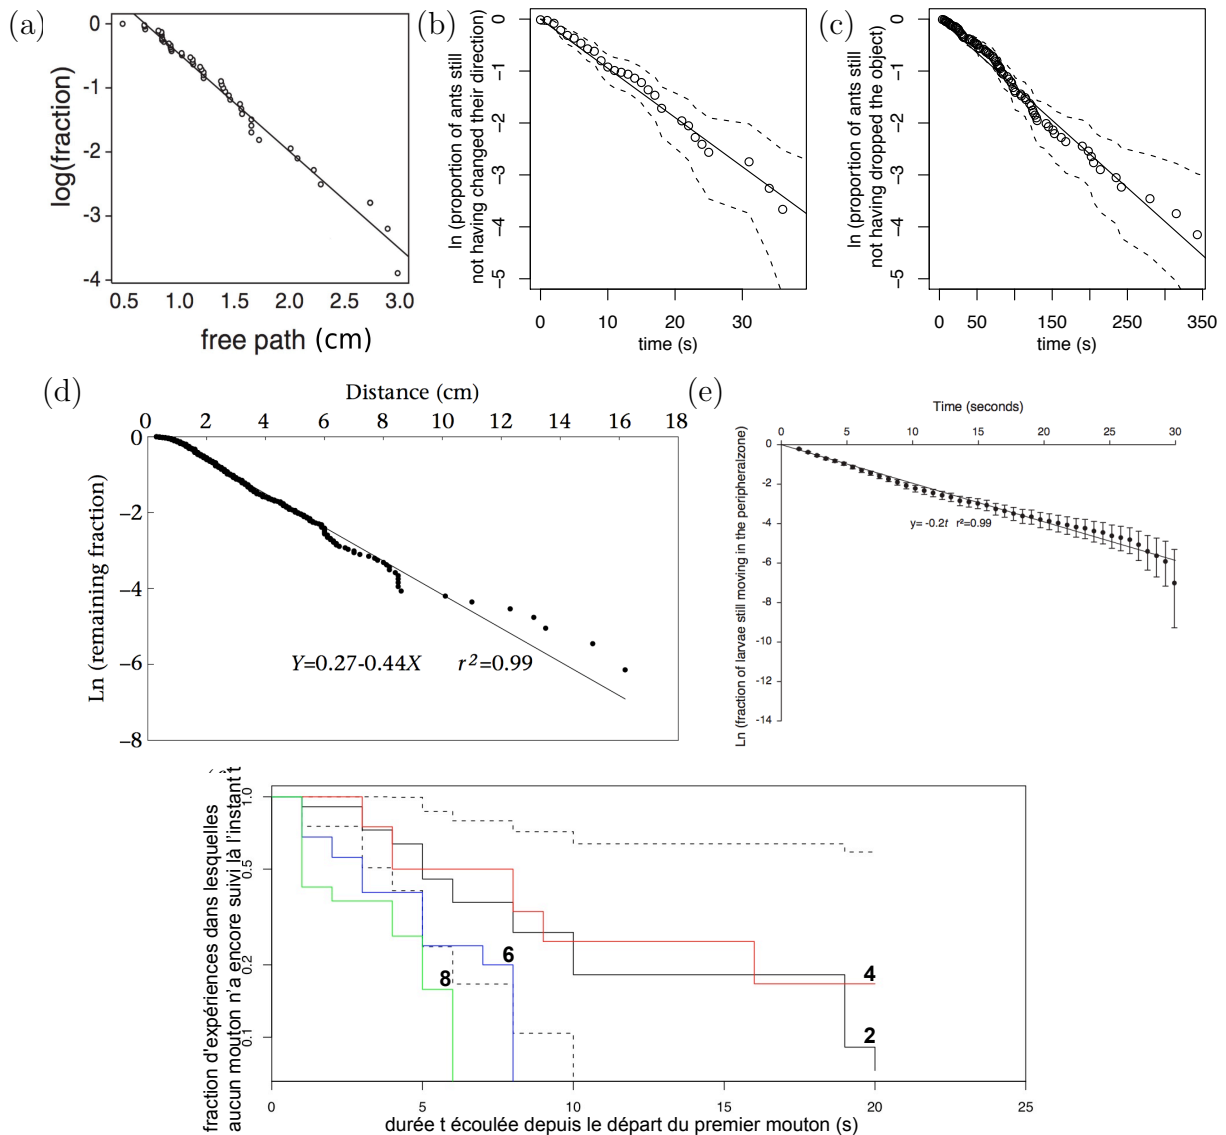 (a)
log(fraction)
0
-1
-2
-3
-4
0.5 1.0 1.5 2.0 2.5 3.0
free path (cm)
(b)
ln (proportion of ants still
not having changed their direction)
0
−1
−2
−3
−4
−5
0 10 20 30
time (s)
(c)
ln (proportion of ants still
not having dropped the object)
0
−1
−2
−3
−4
−5
0 50 150 250 350
time (s)
(d)
Distance (cm)
0 2 4 6 8 10 12 14 16 18
Ln (remaining fraction)
0
−2
−4
−6
−8
Y=0.27-0.44X r²=0.99
(e)
Time (seconds)
0 5 10 15 20 25 30
Ln (fraction of larvae still moving in the peripheralzone)
0
-2
-4
-6
-8
-10
-12
-14
y= -0.2t r²=0.99
fraction d'expériences dans lesquelles
aucun mouton n'a encore suivi là l'instant t
1.0
0.5
0.2
0.1
8
6
4
2
0 5 10 15 20 25
durée t écoulée depuis le départ du premier mouton (s)